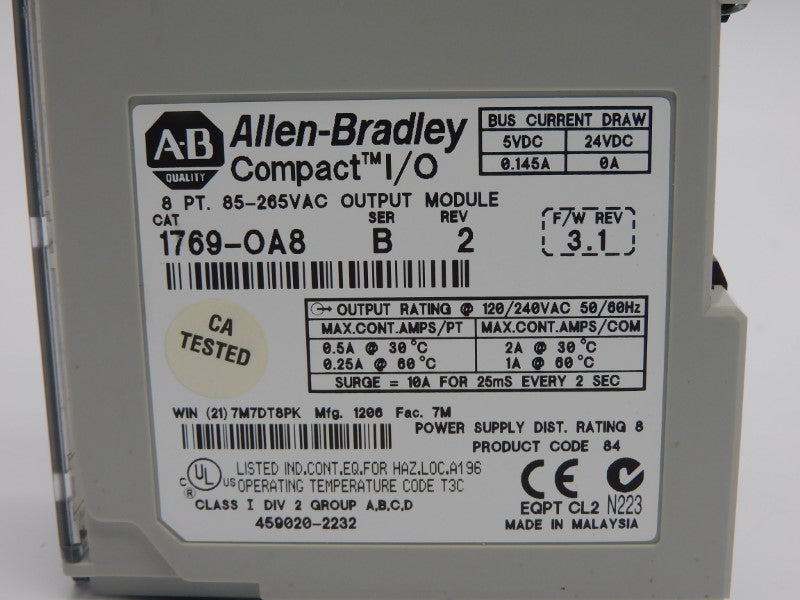 A·B
QUALITY
Allen-Bradley
Compact™ I/O
BUS CURRENT DRAW
5VDC 24VDC
0.145A 0A
8 PT. 85-265VAC OUTPUT MODULE
CAT SER REV
1769-OA8 B 2
F/W REV
3.1
CA
TESTED
OUTPUT RATING @ 120/240VAC 50/60Hz
MAX.CONT.AMPS/PT MAX.CONT.AMPS/COM
0.5A @ 30°C 2A @ 30°C
0.25A @ 60°C 1A @ 60°C
SURGE = 10A FOR 25mS EVERY 2 SEC
WIN (21) 7M7DT8PK Mfg. 1206 Fac. 7M
POWER SUPPLY DIST. RATING 8
PRODUCT CODE 84
c UL US ®
LISTED IND.CONT.EQ.FOR HAZ.LOC.A196
OPERATING TEMPERATURE CODE T3C
CLASS I DIV 2 GROUP A,B,C,D
459020-2232
CE
EQPT CL2 N223
MADE IN MALAYSIA